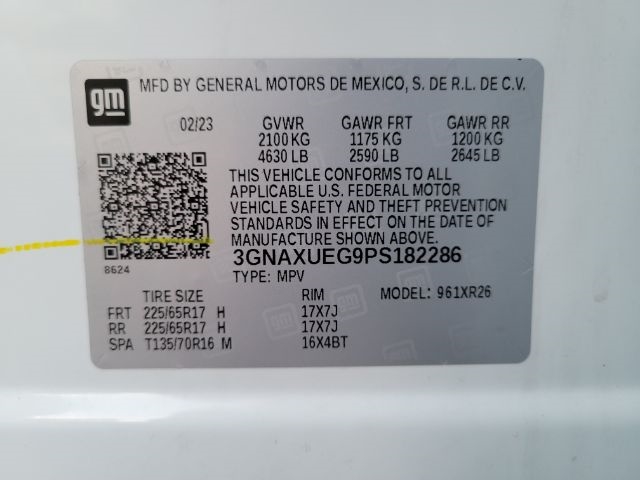 gm MFD BY GENERAL MOTORS DE MEXICO, S. DE R.L. DE C.V.
02/23 GVWR GAWR FRT GAWR RR
2100 KG 1175 KG 1200 KG
4630 LB 2590 LB 2645 LB
THIS VEHICLE CONFORMS TO ALL
APPLICABLE U.S. FEDERAL MOTOR
VEHICLE SAFETY AND THEFT PREVENTION
STANDARDS IN EFFECT ON THE DATE OF
MANUFACTURE SHOWN ABOVE.
3GNAXUEG9PS182286
8624
TYPE: MPV
TIRE SIZE RIM MODEL: 961XR26
FRT 225/65R17 H 17X7J
RR 225/65R17 H 17X7J
SPA T135/70R16 M 16X4BT